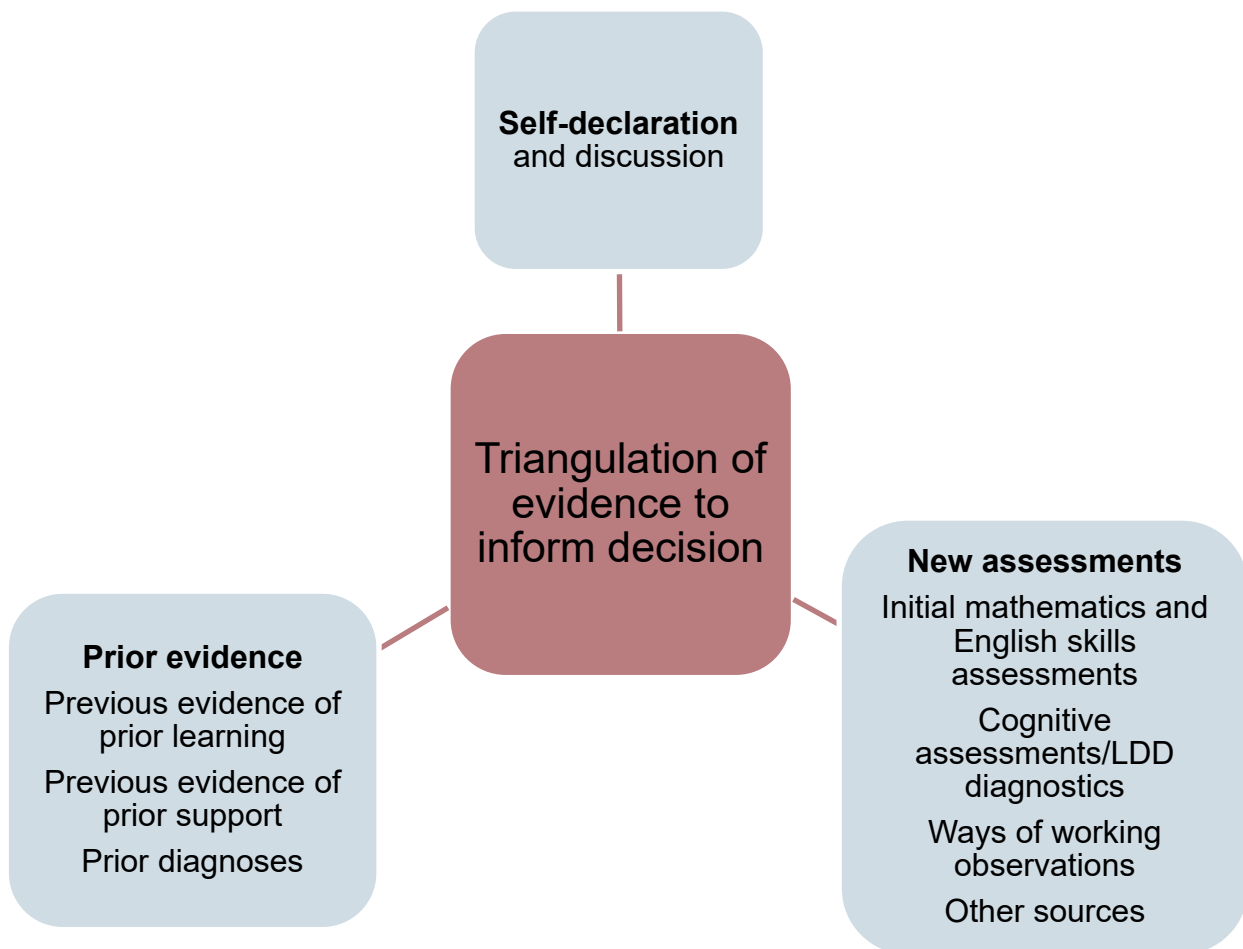 Self-declaration
and discussion
Triangulation of
evidence to
inform decision
New assessments
Initial mathematics and
English skills
assessments
Cognitive
assessments/LDD
diagnostics
Ways of working
observations
Other sources
Prior evidence
Previous evidence of
prior learning
Previous evidence of
prior support
Prior diagnoses